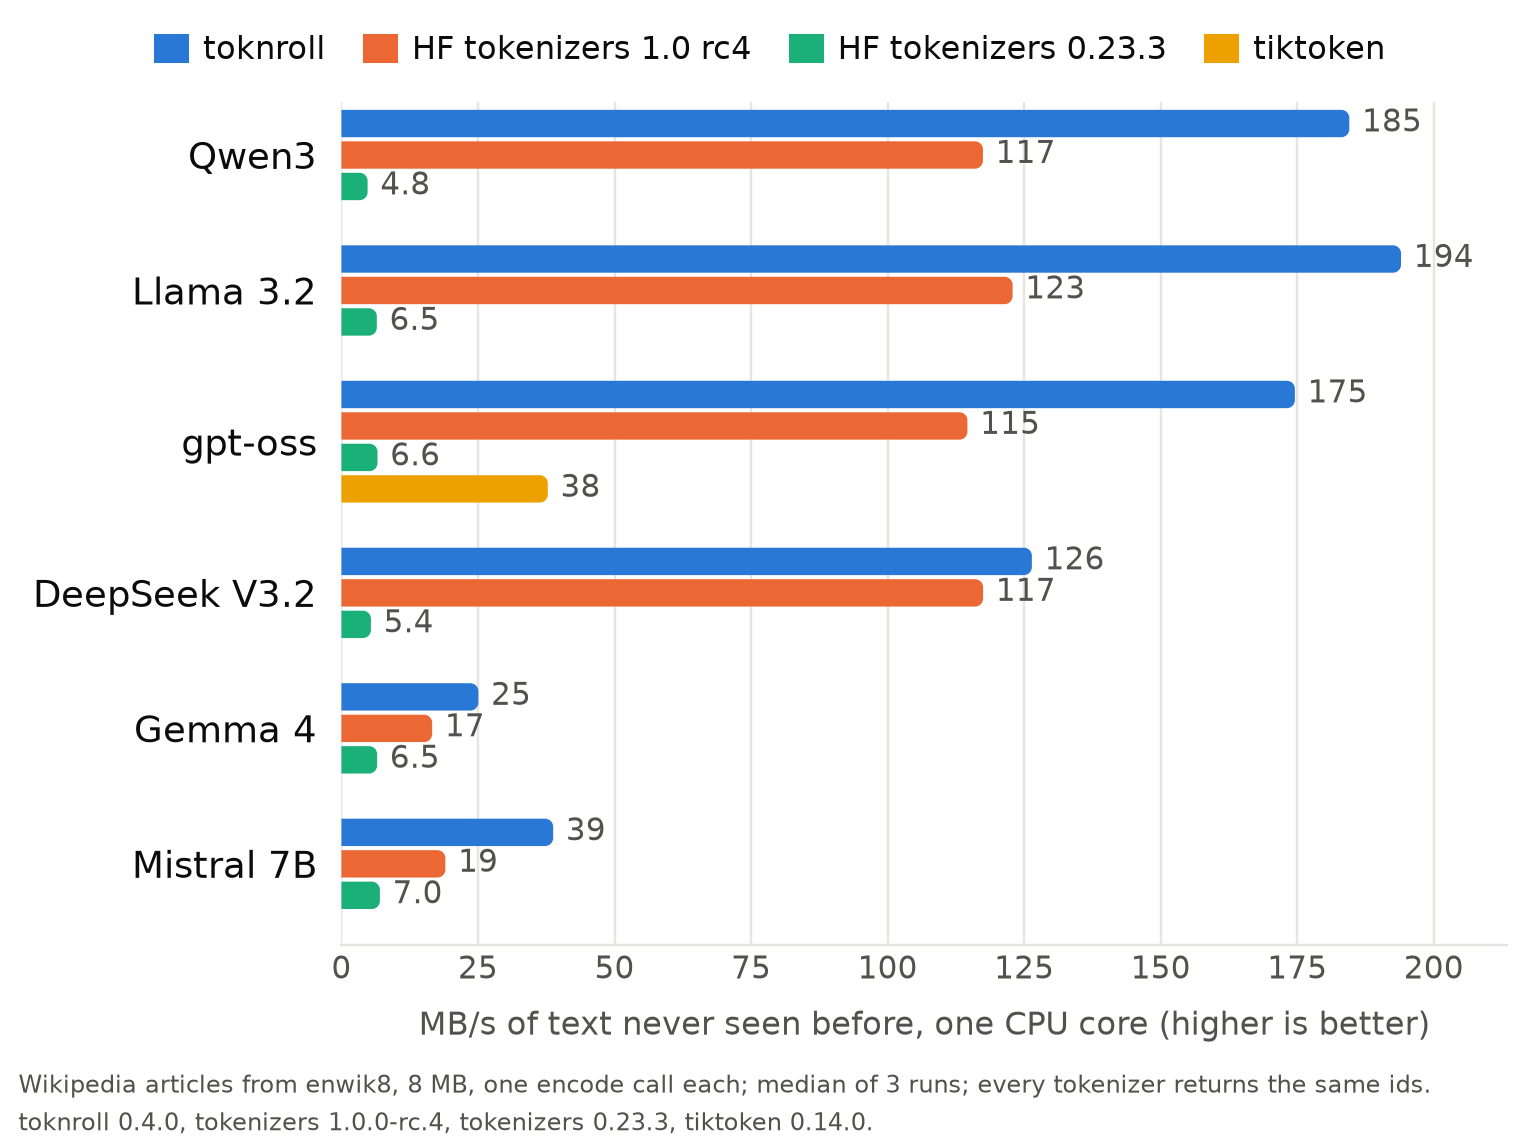 toknroll HF tokenizers 1.0 rc4 HF tokenizers 0.23.3 tiktoken
185
Qwen3 117
4.8
194
Llama 3.2 123
6.5
175
115
gpt-oss
6.6
38
126
DeepSeek V3.2 117
5.4
25
Gemma 4 17
6.5
39
Mistral 7B 19
7.0
0 25 50 75 100 125 150 175 200
MB/s of text never seen before, one CPU core (higher is better)
Wikipedia articles from enwik8, 8 MB, one encode call each; median of 3 runs; every tokenizer returns the same ids.
toknroll 0.4.0, tokenizers 1.0.0-rc.4, tokenizers 0.23.3, tiktoken 0.14.0.